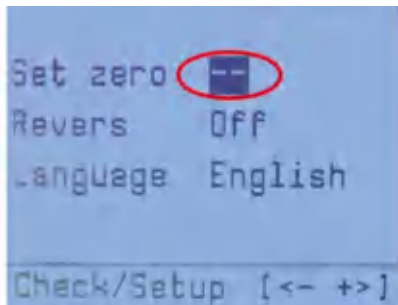 Set zero --
Revers Off
Language English
Check/Setup [<- +>]